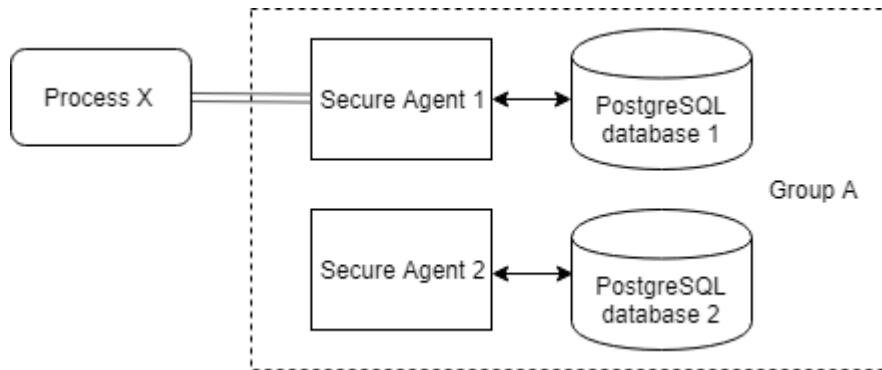 Process X
Secure Agent 1
PostgreSQL
database 1
Group A
Secure Agent 2
PostgreSQL
database 2